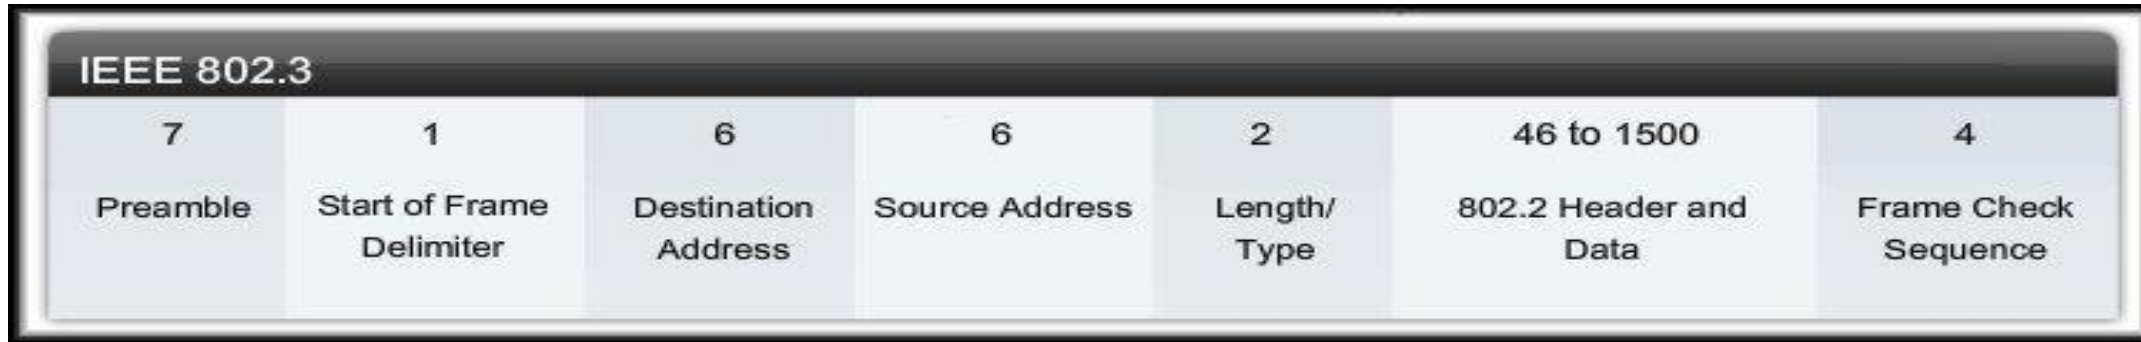 IEEE 802.3
7 1 6 6 2 46 to 1500 4
Preamble Start of Frame Destination Source Address Length/ 802.2 Header and Frame Check
Delimiter Address Type Data Sequence